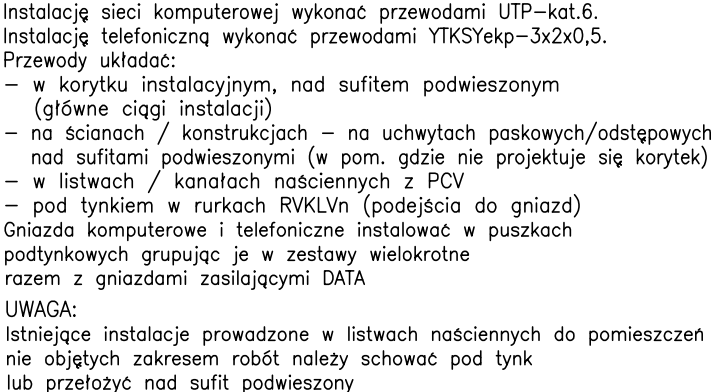 Instalację sieci komputerowej wykonać przewodami UTP-kat.6.
Instalację telefoniczną wykonać przewodami YTKSYekp-3x2x0,5.
Przewody układać:
- w korytku instalacyjnym, nad sufitem podwieszonym
(główne ciągi instalacji)
- na ścianach / konstrukcjach - na uchwytach paskowych/odstępowych
nad sufitami podwieszonymi (w pom. gdzie nie projektuje się korytek)
- w listwach / kanałach naściennych z PCV
- pod tynkiem w rurkach RVKLVn (podejścia do gniazd)
Gniazda komputerowe i telefoniczne instalować w puszkach
podtynkowych grupując je w zestawy wielokrotne
razem z gniazdami zasilającymi DATA
UWAGA:
Istniejące instalacje prowadzone w listwach naściennych do pomieszczeń
nie objętych zakresem robót należy schować pod tynk
lub przełożyć nad sufit podwieszony